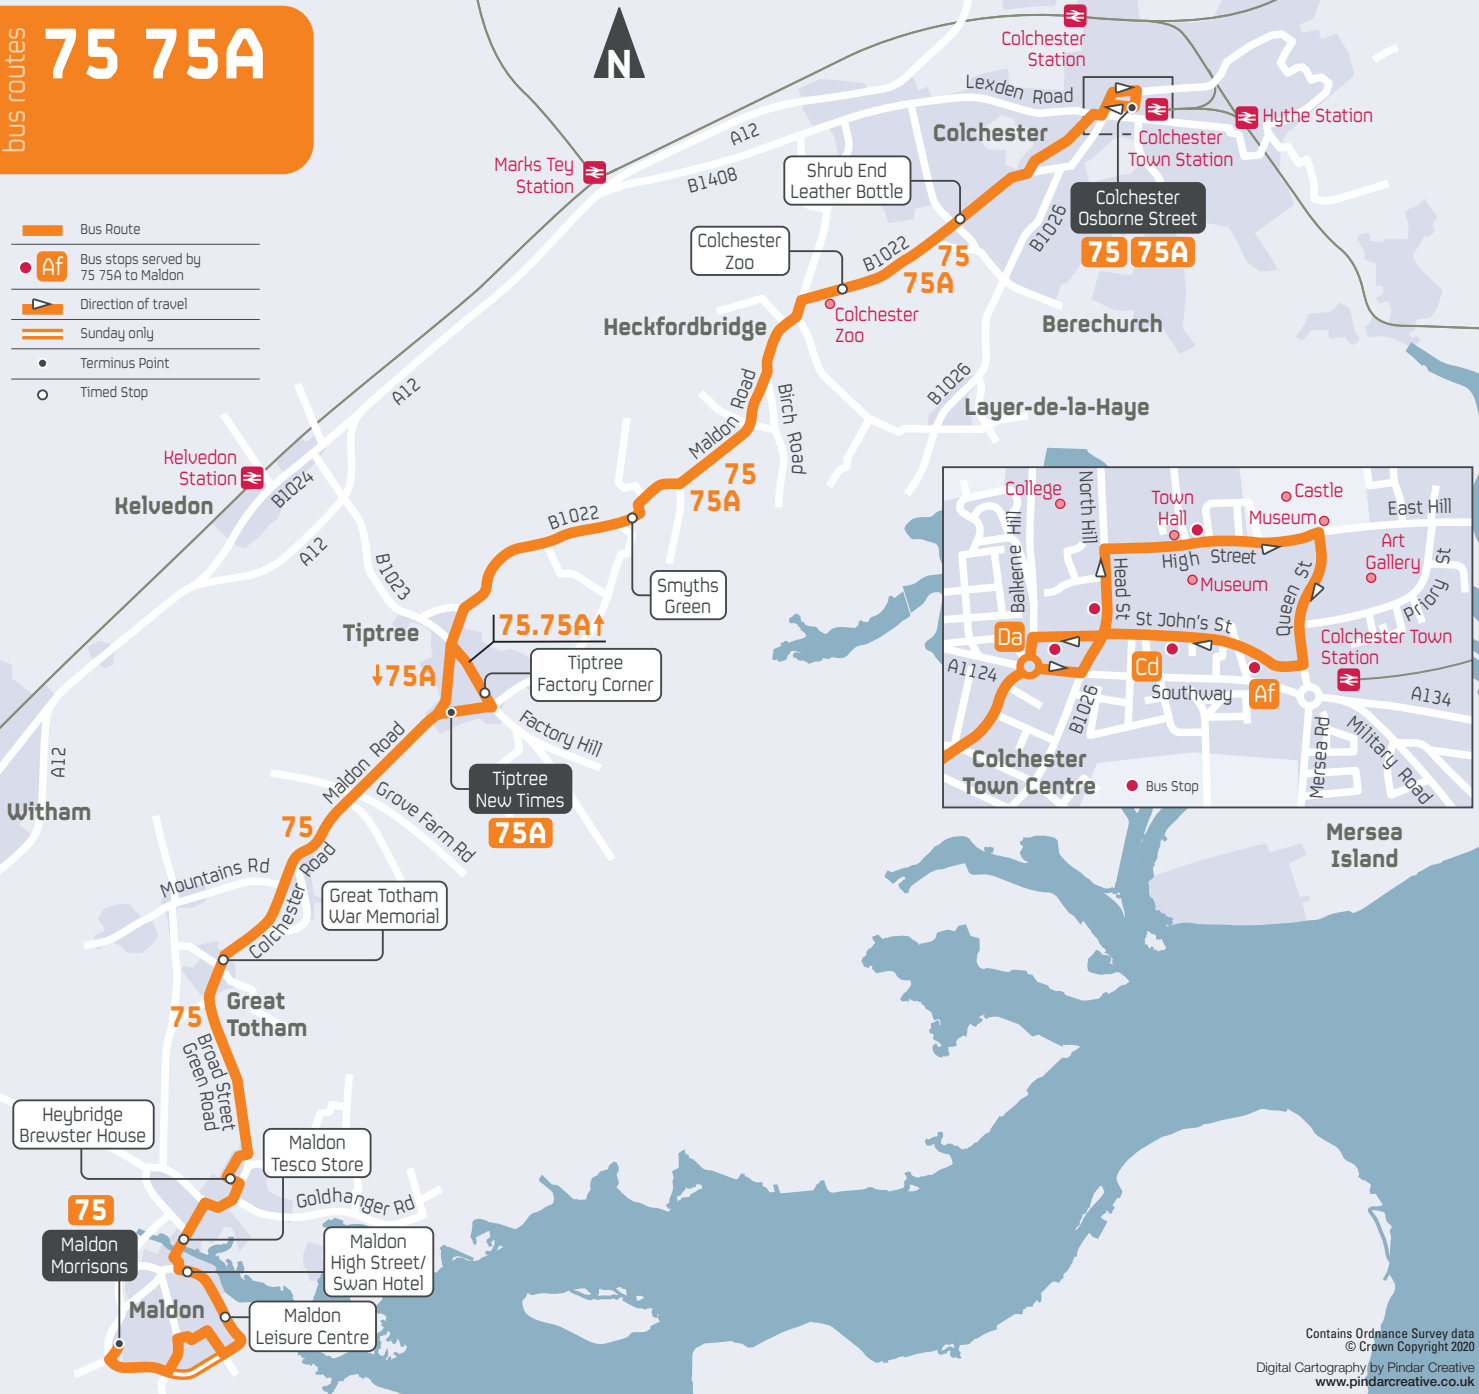 bus routes
75 75A
Bus Route
Af
Bus stops served by
75 75A to Maldon
Direction of travel
Sunday only
Terminus Point
Timed Stop
N
Colchester
Station
Lexden Road
Colchester
Hythe Station
Colchester
Town Station
A12
B1408
Marks Tey
Station
Shrub End
Leather Bottle
Colchester
Osborne Street
75 75A
B1026
Colchester
Zoo
B1022
75
75A
Colchester
Zoo
Heckfordbridge
Berechurch
A12
B1026
Layer-de-la-Haye
Maldon Road
Birch Road
75
75A
Kelvedon
Station
Kelvedon
B1024
B1022
A12
B1023
Smyths
Green
Tiptree
75.75A↑
↓75A
Tiptree
Factory Corner
Factory Hill
Tiptree
New Times
75A
Maldon Road
A12
Witham
Grove Farm Rd
75
Mountains Rd
Colchester Road
Great Totham
War Memorial
Great
Totham
75
Broad Street
Green Road
Heybridge
Brewster House
Maldon
Tesco Store
Goldhanger Rd
75
Maldon
Morrisons
Maldon
High Street/
Swan Hotel
Maldon
Maldon
Leisure Centre
College
North Hill
Town
Hall
Castle
Museum
East Hill
Balkerne Hill
High Street
Art
Gallery
Museum
Head St
Queen St
Priory St
St John's St
Da
Cd
Af
Colchester Town
Station
A1124
B1026
Southway
A134
Mersea Rd
Military Road
Colchester
Town Centre
Bus Stop
Mersea
Island
Contains Ordnance Survey data
© Crown Copyright 2020
Digital Cartography by Pindar Creative
www.pindarcreative.co.uk